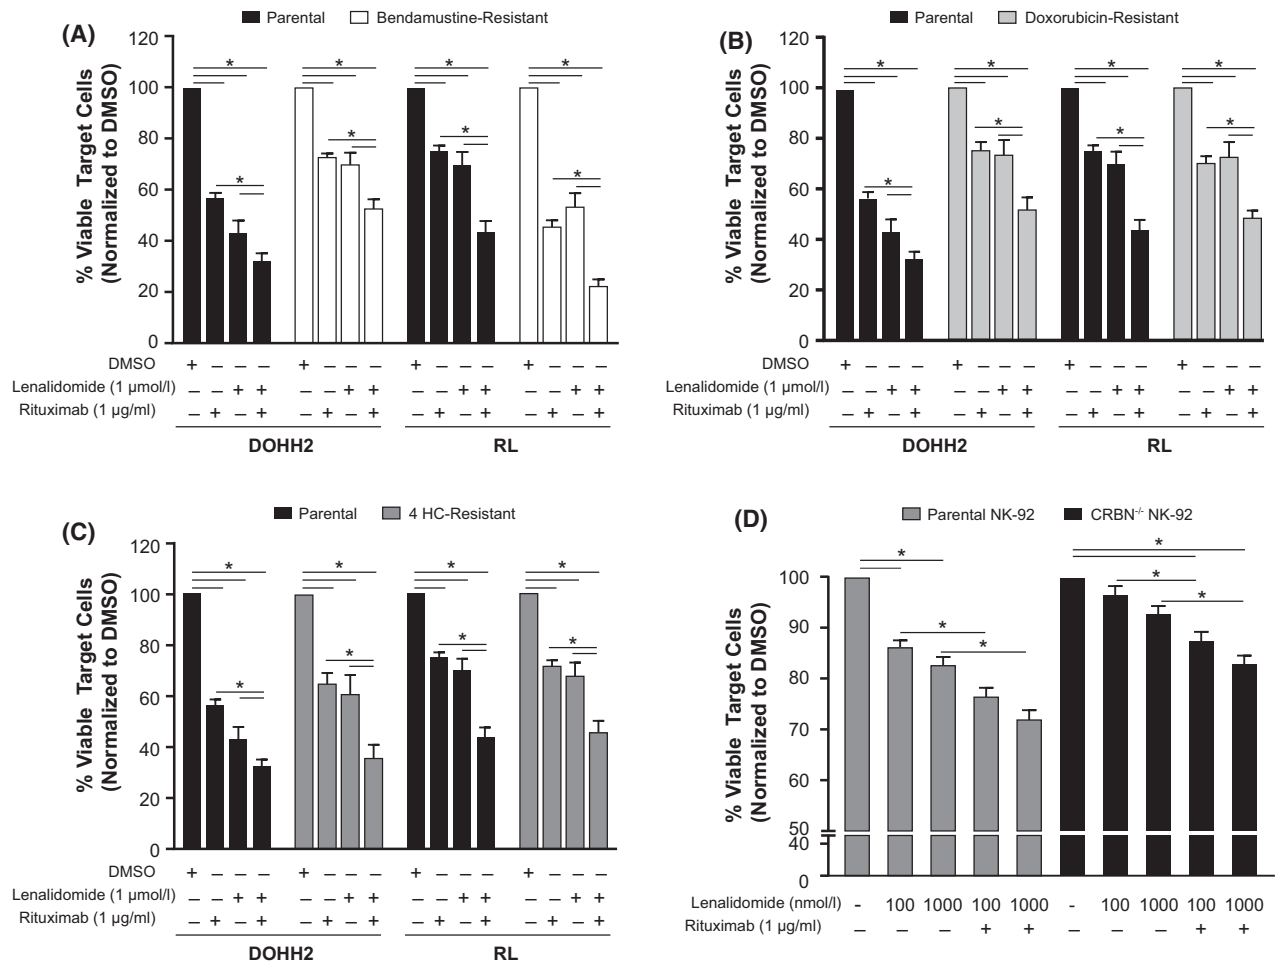 (A)
Parental Bendamustine-Resistant
% Viable Target Cells
(Normalized to DMSO)
120
100
80
60
40
20
0
* * * *
* * * *
DMSO + – – – + – – – + – – – + – – –
Lenalidomide (1 µmol/l) – – + + – – + + – – + + – – + +
Rituximab (1 µg/ml) – + – + – + – + – + – + – + – +
DOHH2 RL
(B)
Parental Doxorubicin-Resistant
% Viable Target Cells
(Normalized to DMSO)
120
100
80
60
40
20
0
* * * *
* * * *
DMSO + – – – + – – – + – – – + – – –
Lenalidomide (1 µmol/l) – – + + – – + + – – + + – – + +
Rituximab (1 µg/ml) – + – + – + – + – + – + – + – +
DOHH2 RL
(C)
Parental 4 HC-Resistant
% Viable Target Cells
(Normalized to DMSO)
120
100
80
60
40
20
0
* * * *
* * * *
DMSO + – – – + – – – + – – – + – – –
Lenalidomide (1 µmol/l) – – + + – – + + – – + + – – + +
Rituximab (1 µg/ml) – + – + – + – + – + – + – + – +
DOHH2 RL
(D)
Parental NK-92 CRBN-/- NK-92
% Viable Target Cells
(Normalized to DMSO)
100
90
80
70
60
50
40
0
* * * * * *
Lenalidomide (nmol/l) - 100 1000 100 1000 - 100 1000 100 1000
Rituximab (1 µg/ml) – – – + + – – – + +